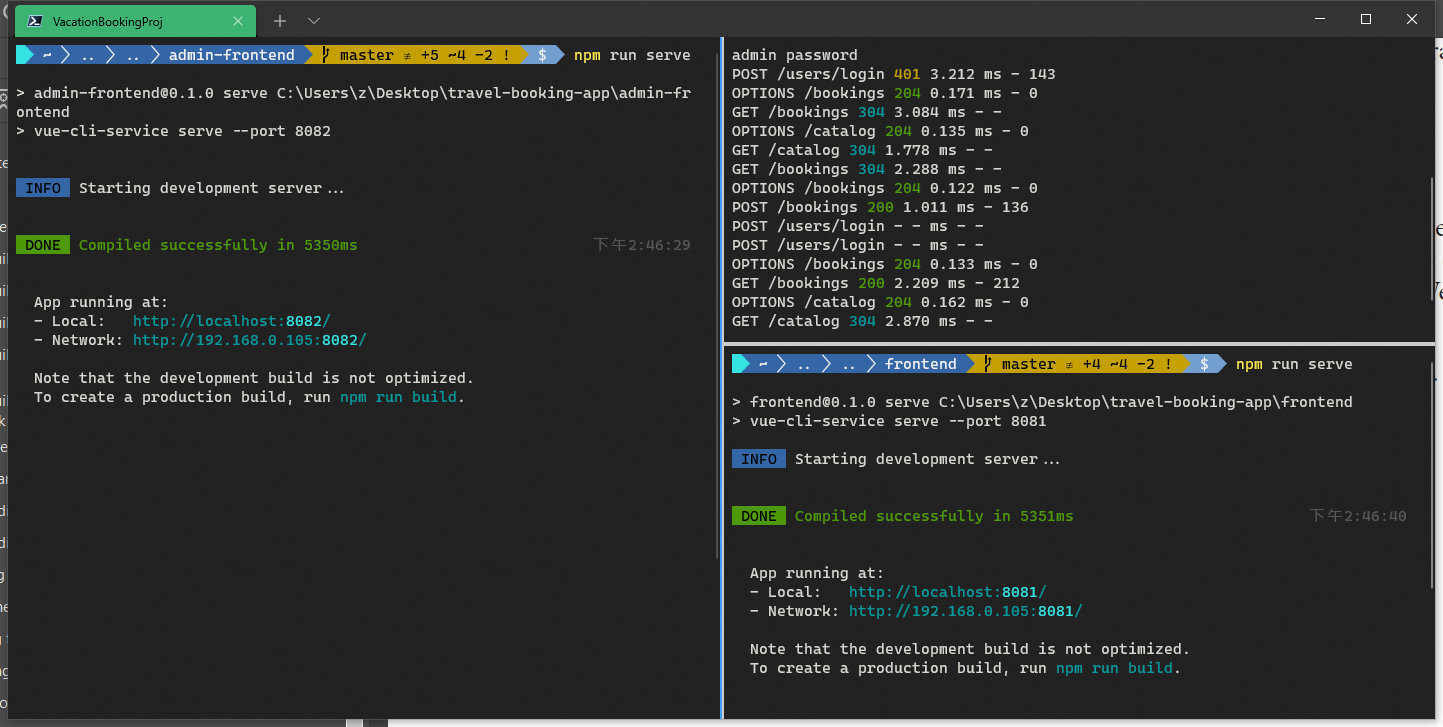 VacationBookingProj
~ .. .. admin-frontend master ≢ +5 ~4 -2 ! $ npm run serve
> admin-frontend@0.1.0 serve C:\Users\z\Desktop\travel-booking-app\admin-fr
ontend
> vue-cli-service serve --port 8082
INFO Starting development server...
DONE Compiled successfully in 5350ms 下午2:46:29
App running at:
- Local: http://localhost:8082/
- Network: http://192.168.0.105:8082/
Note that the development build is not optimized.
To create a production build, run npm run build.
admin password
POST /users/login 401 3.212 ms - 143
OPTIONS /bookings 204 0.171 ms - 0
GET /bookings 304 3.084 ms - -
OPTIONS /catalog 204 0.135 ms - 0
GET /catalog 304 1.778 ms - -
GET /bookings 304 2.288 ms - -
OPTIONS /bookings 204 0.122 ms - 0
POST /bookings 200 1.011 ms - 136
POST /users/login - - ms - -
POST /users/login - - ms - -
OPTIONS /bookings 204 0.133 ms - 0
GET /bookings 200 2.209 ms - 212
OPTIONS /catalog 204 0.162 ms - 0
GET /catalog 304 2.870 ms - -
~ .. .. frontend master ≢ +4 ~4 -2 ! $ npm run serve
> frontend@0.1.0 serve C:\Users\z\Desktop\travel-booking-app\frontend
> vue-cli-service serve --port 8081
INFO Starting development server...
DONE Compiled successfully in 5351ms 下午2:46:40
App running at:
- Local: http://localhost:8081/
- Network: http://192.168.0.105:8081/
Note that the development build is not optimized.
To create a production build, run npm run build.